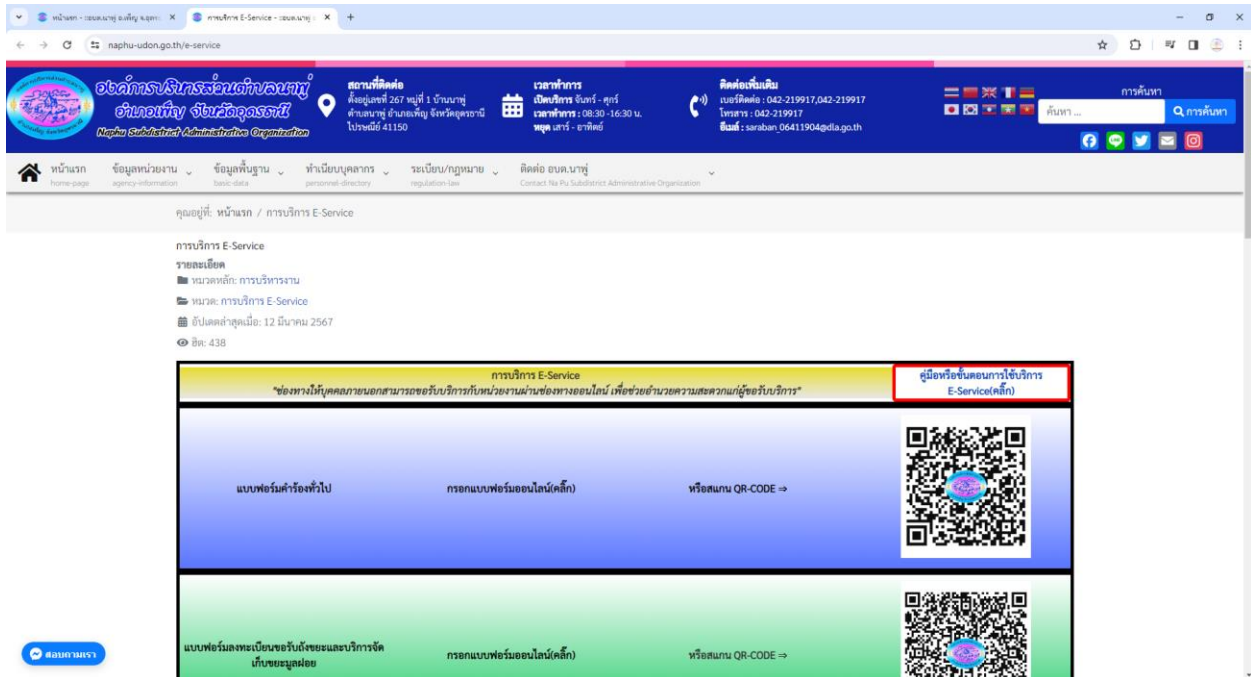 หน้าแรก - :อบต.นาพู่ อ.เพ็ญ จ.อุดร:
การบริการ E-Service - :อบต.นาพู่ :
naphu-udon.go.th/e-service
องค์การบริหารส่วนตำบลนาพู่
อำเภอเพ็ญ จังหวัดอุดรธานี
Naphu Subdistrict Administrative Organization
สถานที่ติดต่อ
ตั้งอยู่เลขที่ 267 หมู่ที่ 1 บ้านนาพู่
ตำบลนาพู่ อำเภอเพ็ญ จังหวัดอุดรธานี
ไปรษณีย์ 41150
เวลาทำการ
เปิดบริการ จันทร์ - ศุกร์
เวลาทำการ : 08:30 -16:30 น.
หยุด เสาร์ - อาทิตย์
ติดต่อเพิ่มเติม
เบอร์ติดต่อ : 042-219917,042-219917
โทรสาร : 042-219917
อีเมล์ : saraban_06411904@dla.go.th
การค้นหา
ค้นหา ...
การค้นหา
หน้าแรก
home-page
ข้อมูลหน่วยงาน
agency-information
ข้อมูลพื้นฐาน
basic-data
ทำเนียบบุคลากร
personnel-directory
ระเบียบ/กฎหมาย
regulation-law
ติดต่อ อบต.นาพู่
Contact Na Pu Subdistrict Administrative Organization
คุณอยู่ที่: หน้าแรก / การบริการ E-Service
การบริการ E-Service
รายละเอียด
หมวดหลัก: การบริหารงาน
หมวด: การบริการ E-Service
อัปเดตล่าสุดเมื่อ: 12 มีนาคม 2567
ฮิต: 438
การบริการ E-Service
"ช่องทางให้บุคคลภายนอกสามารถขอรับบริการกับหน่วยงานผ่านช่องทางออนไลน์ เพื่อช่วยอำนวยความสะดวกแก่ผู้ขอรับบริการ"
คู่มือหรือขั้นตอนการใช้บริการ
E-Service(คลิ๊ก)
แบบฟอร์มคำร้องทั่วไป
กรอกแบบฟอร์มออนไลน์(คลิ๊ก)
หรือสแกน QR-CODE ⇒
แบบฟอร์มลงทะเบียนขอรับถังขยะและบริการจัด
เก็บขยะมูลฝอย
กรอกแบบฟอร์มออนไลน์(คลิ๊ก)
หรือสแกน QR-CODE ⇒
สอบถามเรา